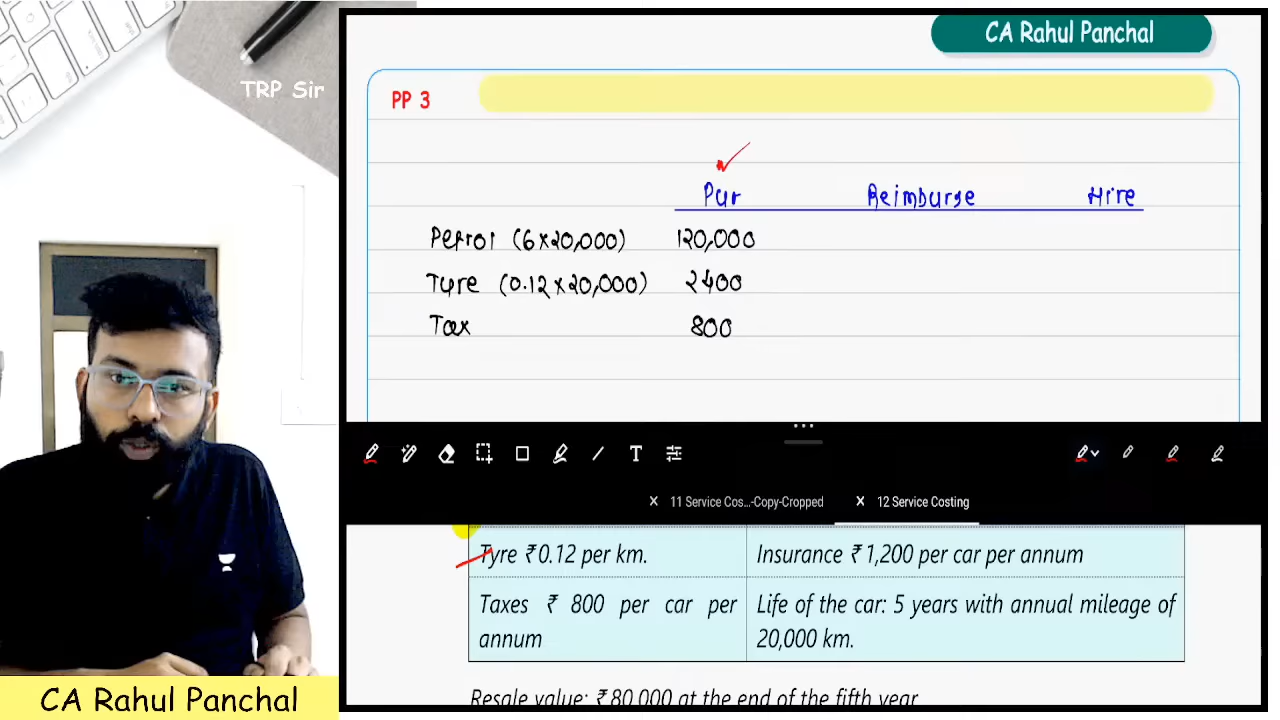 CA Rahul Panchal
TRP Sir
PP 3
Pur Reimburse Hire
Petrol (6x20,000) 120,000
Tyre (0.12x20,000) 2400
Tax 800
11 Service Cos...-Copy-Cropped 12 Service Costing
Tyre ₹ 0.12 per km. Insurance ₹ 1,200 per car per annum
Taxes ₹ 800 per car per annum Life of the car: 5 years with annual mileage of 20,000 km.
Resale value: ₹ 80,000 at the end of the fifth year
CA Rahul Panchal